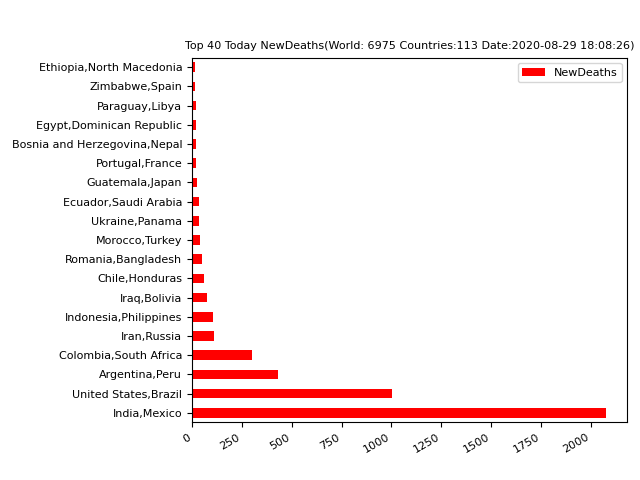 Top 40 Today NewDeaths(World: 6975 Countries:113 Date:2020-08-29 18:08:26)
NewDeaths
Ethiopia,North Macedonia
Zimbabwe,Spain
Paraguay,Libya
Egypt,Dominican Republic
Bosnia and Herzegovina,Nepal
Portugal,France
Guatemala,Japan
Ecuador,Saudi Arabia
Ukraine,Panama
Morocco,Turkey
Romania,Bangladesh
Chile,Honduras
Iraq,Bolivia
Indonesia,Philippines
Iran,Russia
Colombia,South Africa
Argentina,Peru
United States,Brazil
India,Mexico
0 250 500 750 1000 1250 1500 1750 2000